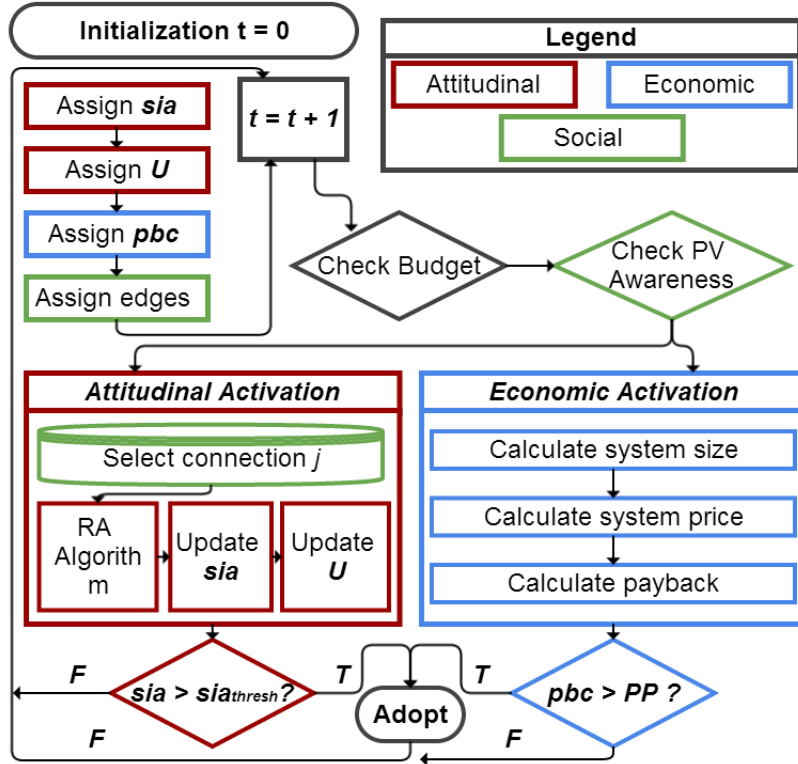 Initialization t = 0
Legend
Attitudinal
Economic
Social
Assign sia
Assign U
Assign pbc
Assign edges
t = t + 1
Check Budget
Check PV
Awareness
Attitudinal Activation
Select connection j
RA
Algorith
m
Update
sia
Update
U
Economic Activation
Calculate system size
Calculate system price
Calculate payback
F
sia > sia thresh ?
T
Adopt
T
pbc > PP ?
F
F